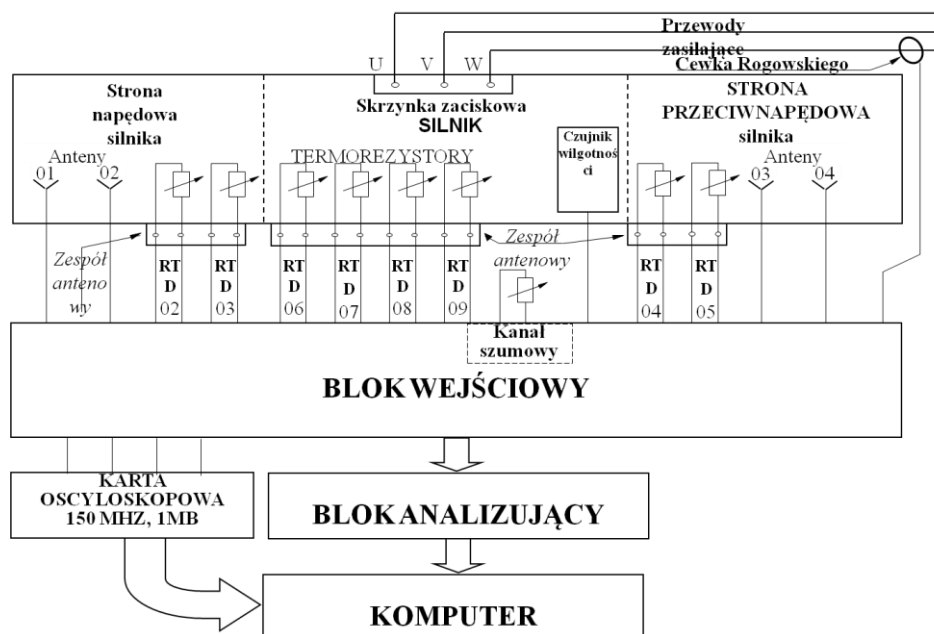 Przewody
zasilające
U V W
Cewka Rogowskiego
Strona
napędowa
silnika
Skrzynka zaciskowa
SILNIK
STRONA
PRZECIWNAPĘDOWA
silnika
Czujnik
wilgotnoś
ci
Anteny
01 02
TERMOREZYSTORY
Anteny
03 04
Zespół
anteno
wy
Zespół
antenowy
RT
D
02
RT
D
03
RT
D
06
RT
D
07
RT
D
08
RT
D
09
RT
D
04
RT
D
05
Kanał
szumowy
BLOK WEJŚCIOWY
KARTA
OSCYLOSKOPOWA
150 MHZ, 1MB
BLOK ANALIZUJĄCY
KOMPUTER